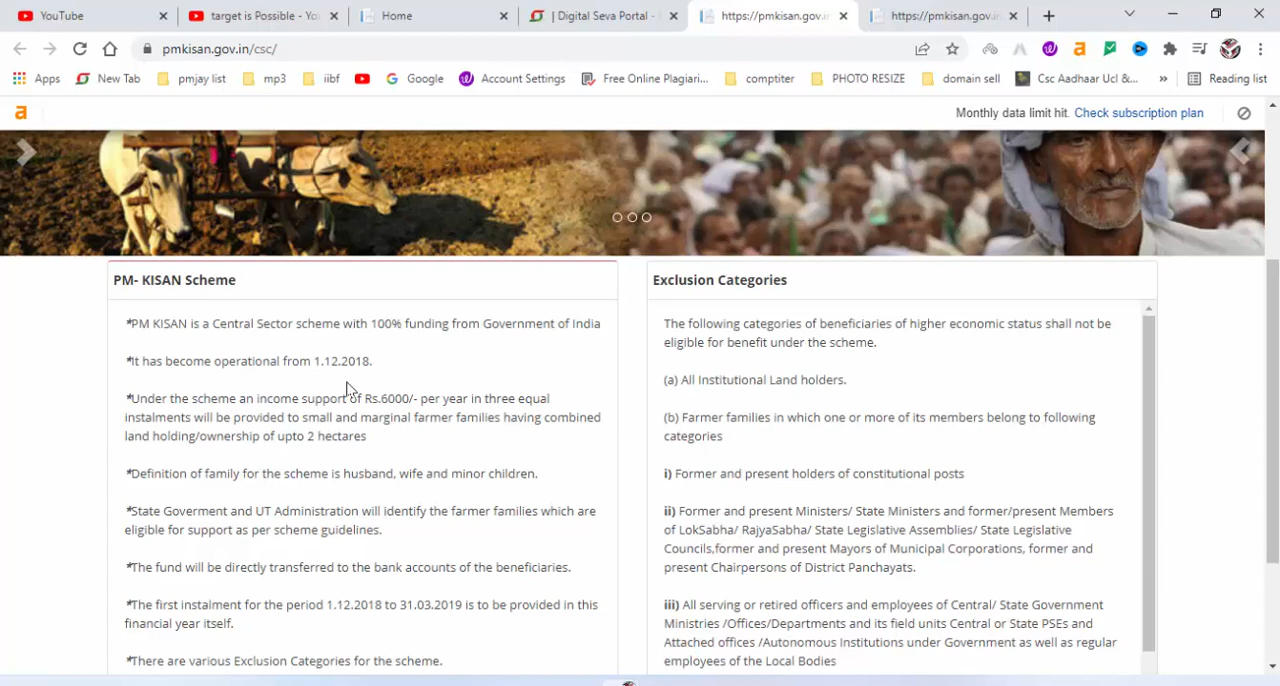 YouTube
target is Possible - Yo
Home
| Digital Seva Portal -
https://pmkisan.gov.in
https://pmkisan.gov.in
pmkisan.gov.in/csc/
Apps
New Tab
pmjay list
mp3
iibf
Google
Account Settings
Free Online Plagiari...
comptiter
PHOTO RESIZE
domain sell
Csc Aadhaar Ucl &...
»
Reading list
a
Monthly data limit hit. Check subscription plan
PM- KISAN Scheme
*PM KISAN is a Central Sector scheme with 100% funding from Government of India
*It has become operational from 1.12.2018.
*Under the scheme an income support of Rs.6000/- per year in three equal
instalments will be provided to small and marginal farmer families having combined
land holding/ownership of upto 2 hectares
*Definition of family for the scheme is husband, wife and minor children.
*State Goverment and UT Administration will identify the farmer families which are
eligible for support as per scheme guidelines.
*The fund will be directly transferred to the bank accounts of the beneficiaries.
*The first instalment for the period 1.12.2018 to 31.03.2019 is to be provided in this
financial year itself.
*There are various Exclusion Categories for the scheme.
Exclusion Categories
The following categories of beneficiaries of higher economic status shall not be
eligible for benefit under the scheme.
(a) All Institutional Land holders.
(b) Farmer families in which one or more of its members belong to following
categories
i) Former and present holders of constitutional posts
ii) Former and present Ministers/ State Ministers and former/present Members
of LokSabha/ RajyaSabha/ State Legislative Assemblies/ State Legislative
Councils,former and present Mayors of Municipal Corporations, former and
present Chairpersons of District Panchayats.
iii) All serving or retired officers and employees of Central/ State Government
Ministries /Offices/Departments and its field units Central or State PSEs and
Attached offices /Autonomous Institutions under Government as well as regular
employees of the Local Bodies